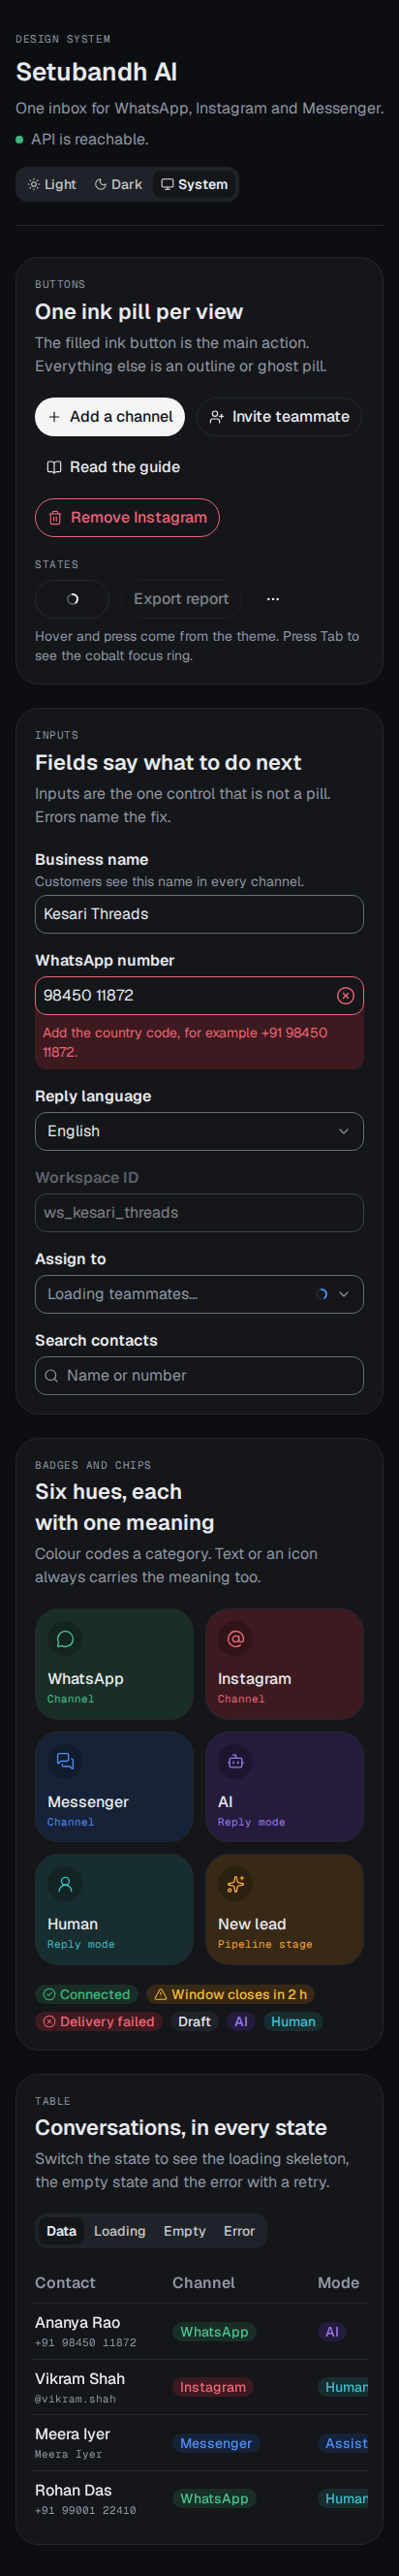 DESIGN SYSTEM
Setubandh AI
One inbox for WhatsApp, Instagram and Messenger.
API is reachable.
Light Dark System
BUTTONS
One ink pill per view
The filled ink button is the main action.
Everything else is an outline or ghost pill.
Add a channel Invite teammate
Read the guide
Remove Instagram
STATES
Export report
Hover and press come from the theme. Press Tab to
see the cobalt focus ring.
INPUTS
Fields say what to do next
Inputs are the one control that is not a pill.
Errors name the fix.
Business name
Customers see this name in every channel.
Kesari Threads
WhatsApp number
98450 11872
Add the country code, for example +91 98450
11872.
Reply language
English
Workspace ID
ws_kesari_threads
Assign to
Loading teammates…
Search contacts
Name or number
BADGES AND CHIPS
Six hues, each
with one meaning
Colour codes a category. Text or an icon
always carries the meaning too.
WhatsApp
Channel
Instagram
Channel
Messenger
Channel
AI
Reply mode
Human
Reply mode
New lead
Pipeline stage
Connected Window closes in 2 h
Delivery failed Draft AI Human
TABLE
Conversations, in every state
Switch the state to see the loading skeleton,
the empty state and the error with a retry.
Data Loading Empty Error
Contact Channel Mode
Ananya Rao
+91 98450 11872
WhatsApp AI
Vikram Shah
@vikram.shah
Instagram Human
Meera Iyer
Meera Iyer
Messenger Assist
Rohan Das
+91 99001 22410
WhatsApp Human